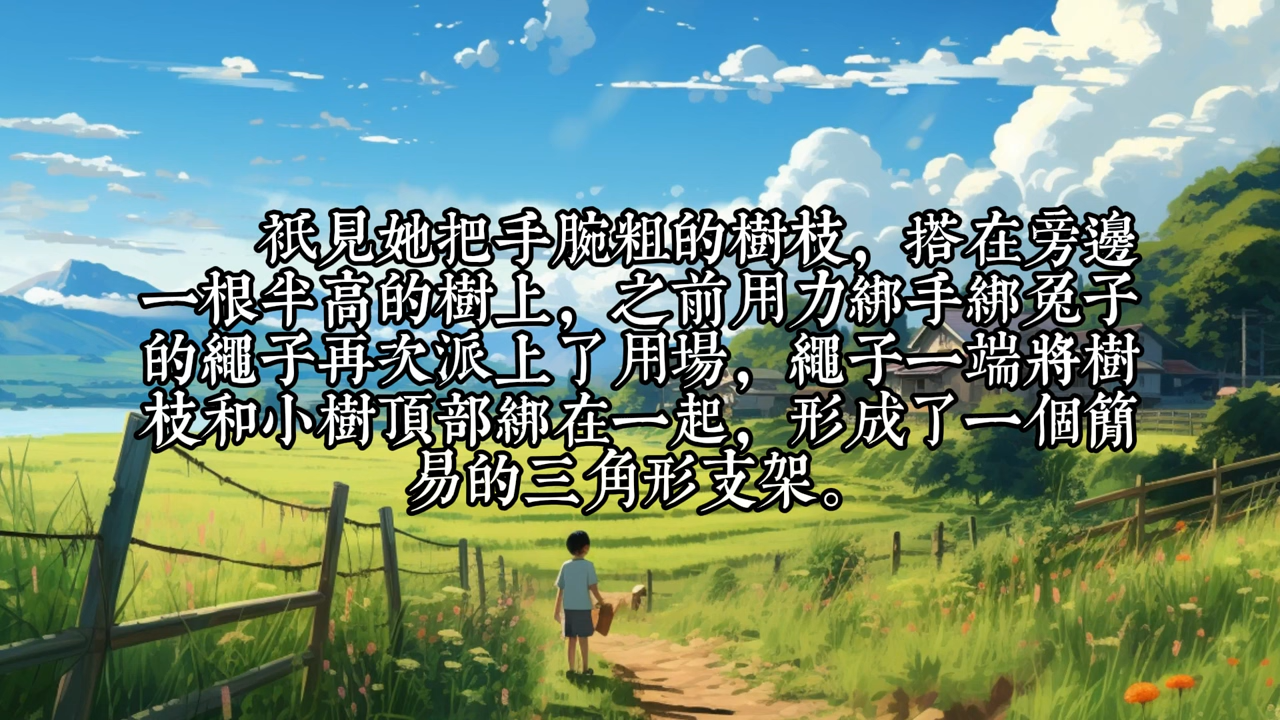 祇見她把手腕粗的樹枝，搭在旁邊
一根半高的樹上，之前用力綁手綁兔子
的繩子再次派上了用場，繩子一端將樹
枝和小樹頂部綁在一起，形成了一個簡
易的三角形支架。